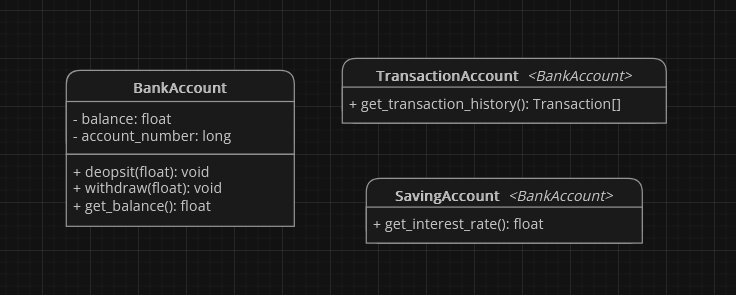 BankAccount
- balance: float
- account_number: long
+ deopsit(float): void
+ withdraw(float): void
+ get_balance(): float
TransactionAccount <BankAccount>
+ get_transaction_history(): Transaction[]
SavingAccount <BankAccount>
+ get_interest_rate(): float